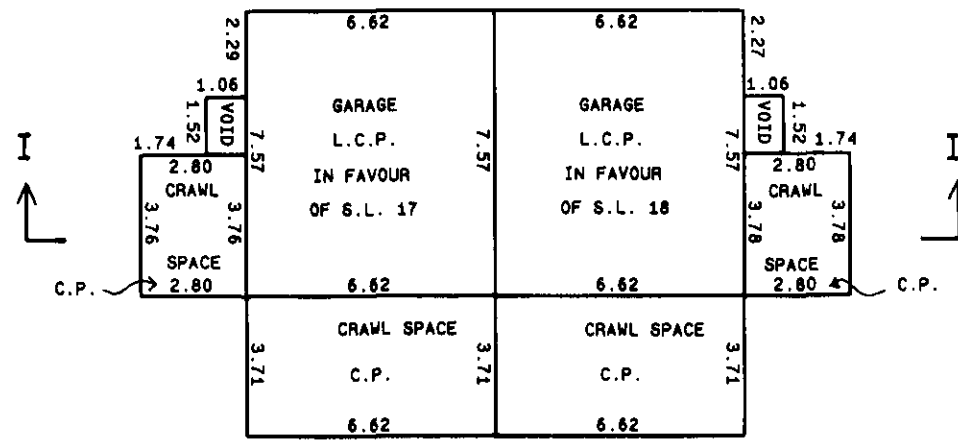 6.62 6.62
2.29 2.27
1.06 1.06
VOID VOID
1.52 1.52
GARAGE GARAGE
L.C.P. L.C.P.
7.57 7.57 7.57
IN FAVOUR IN FAVOUR
OF S.L. 17 OF S.L. 18
I I
1.74 1.74
2.80 2.80
CRAWL CRAWL
3.76 3.76 3.78 3.78
SPACE SPACE
C.P. 2.80 6.62 6.62 2.80 C.P.
CRAWL SPACE CRAWL SPACE
3.71 3.71 3.71
C.P. C.P.
6.62 6.62